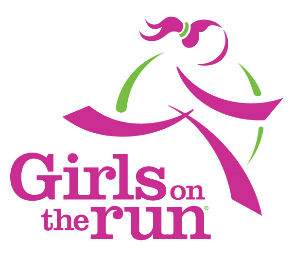 Girls on
the run®